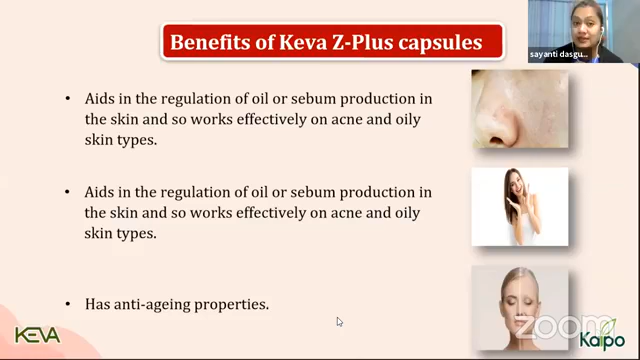 Benefits of Keva Z-Plus capsules
sayanti dasgu...
• Aids in the regulation of oil or sebum production in
the skin and so works effectively on acne and oily
skin types.
• Aids in the regulation of oil or sebum production in
the skin and so works effectively on acne and oily
skin types.
• Has anti-ageing properties.
zoom
KEVA
Kaipo